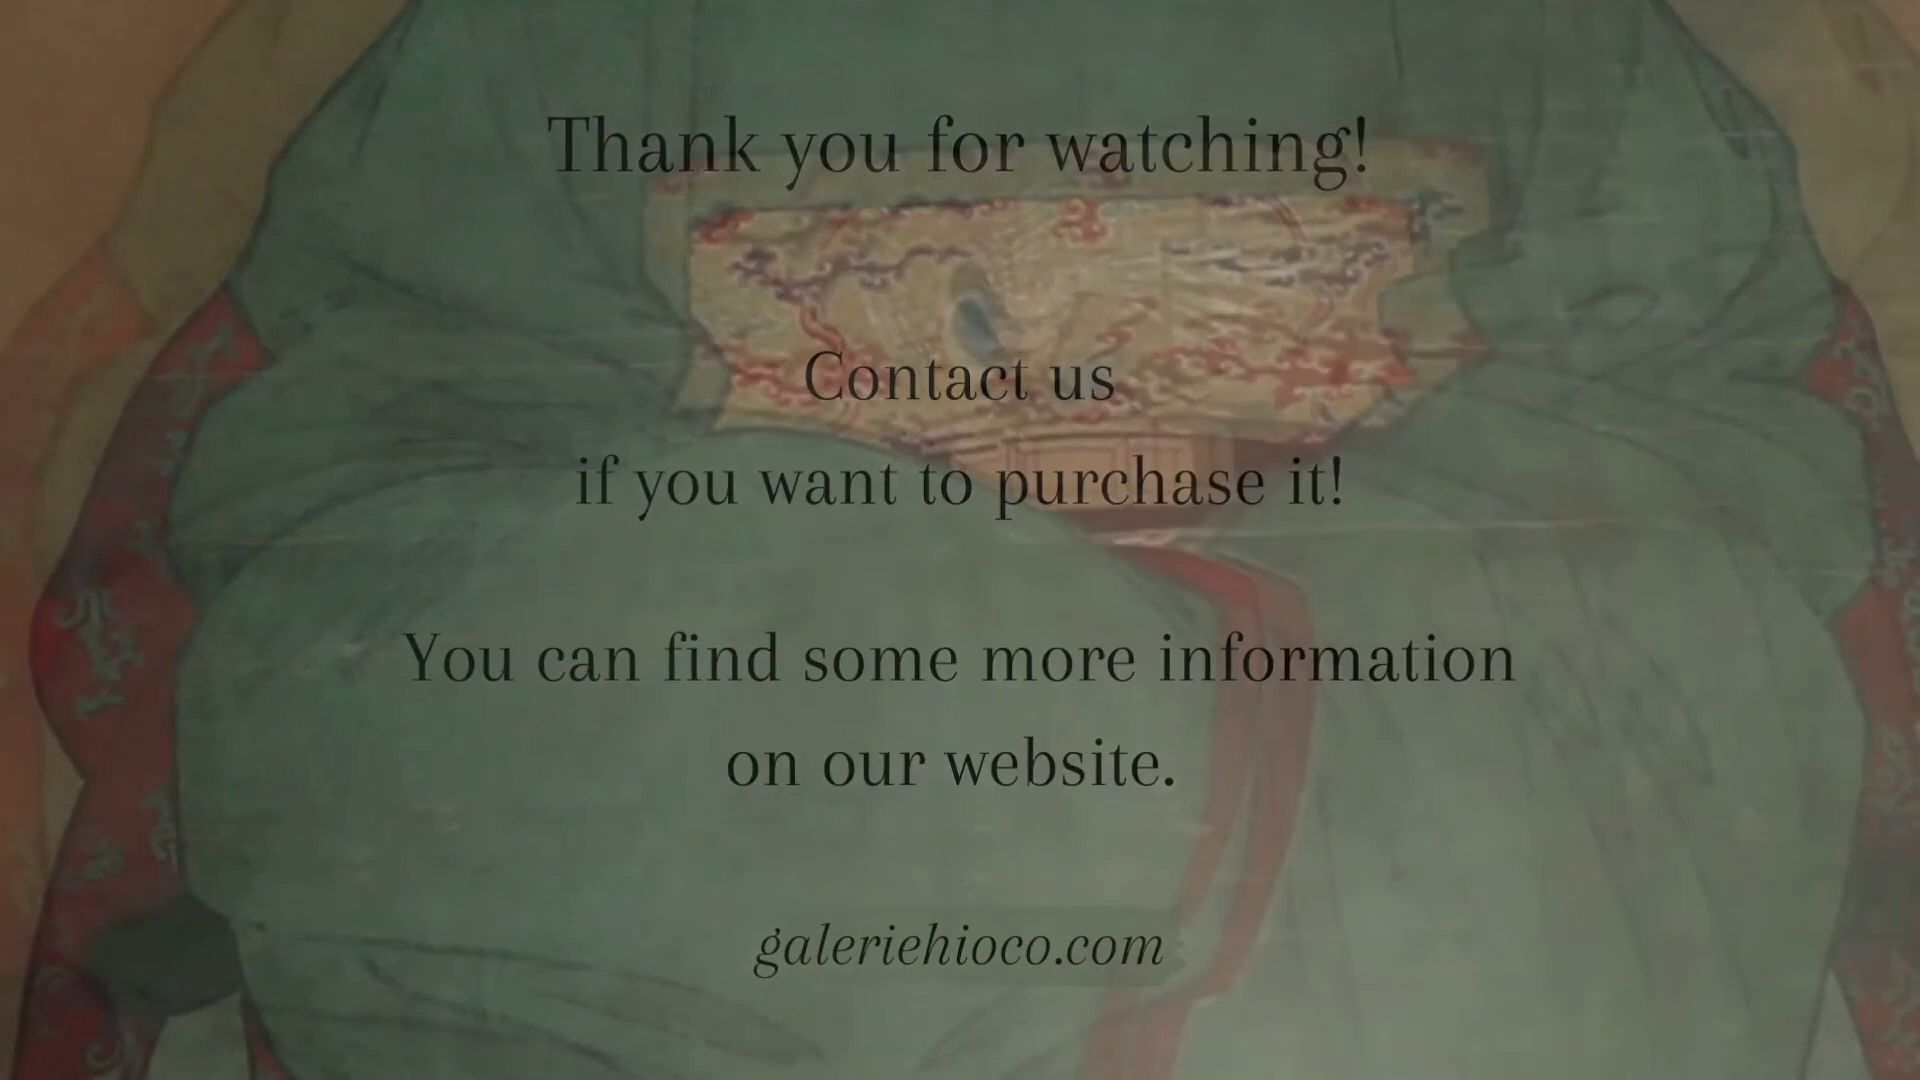 Thank you for watching!
Contact us
if you want to purchase it!
You can find some more information
on our website.
galeriehioco.com